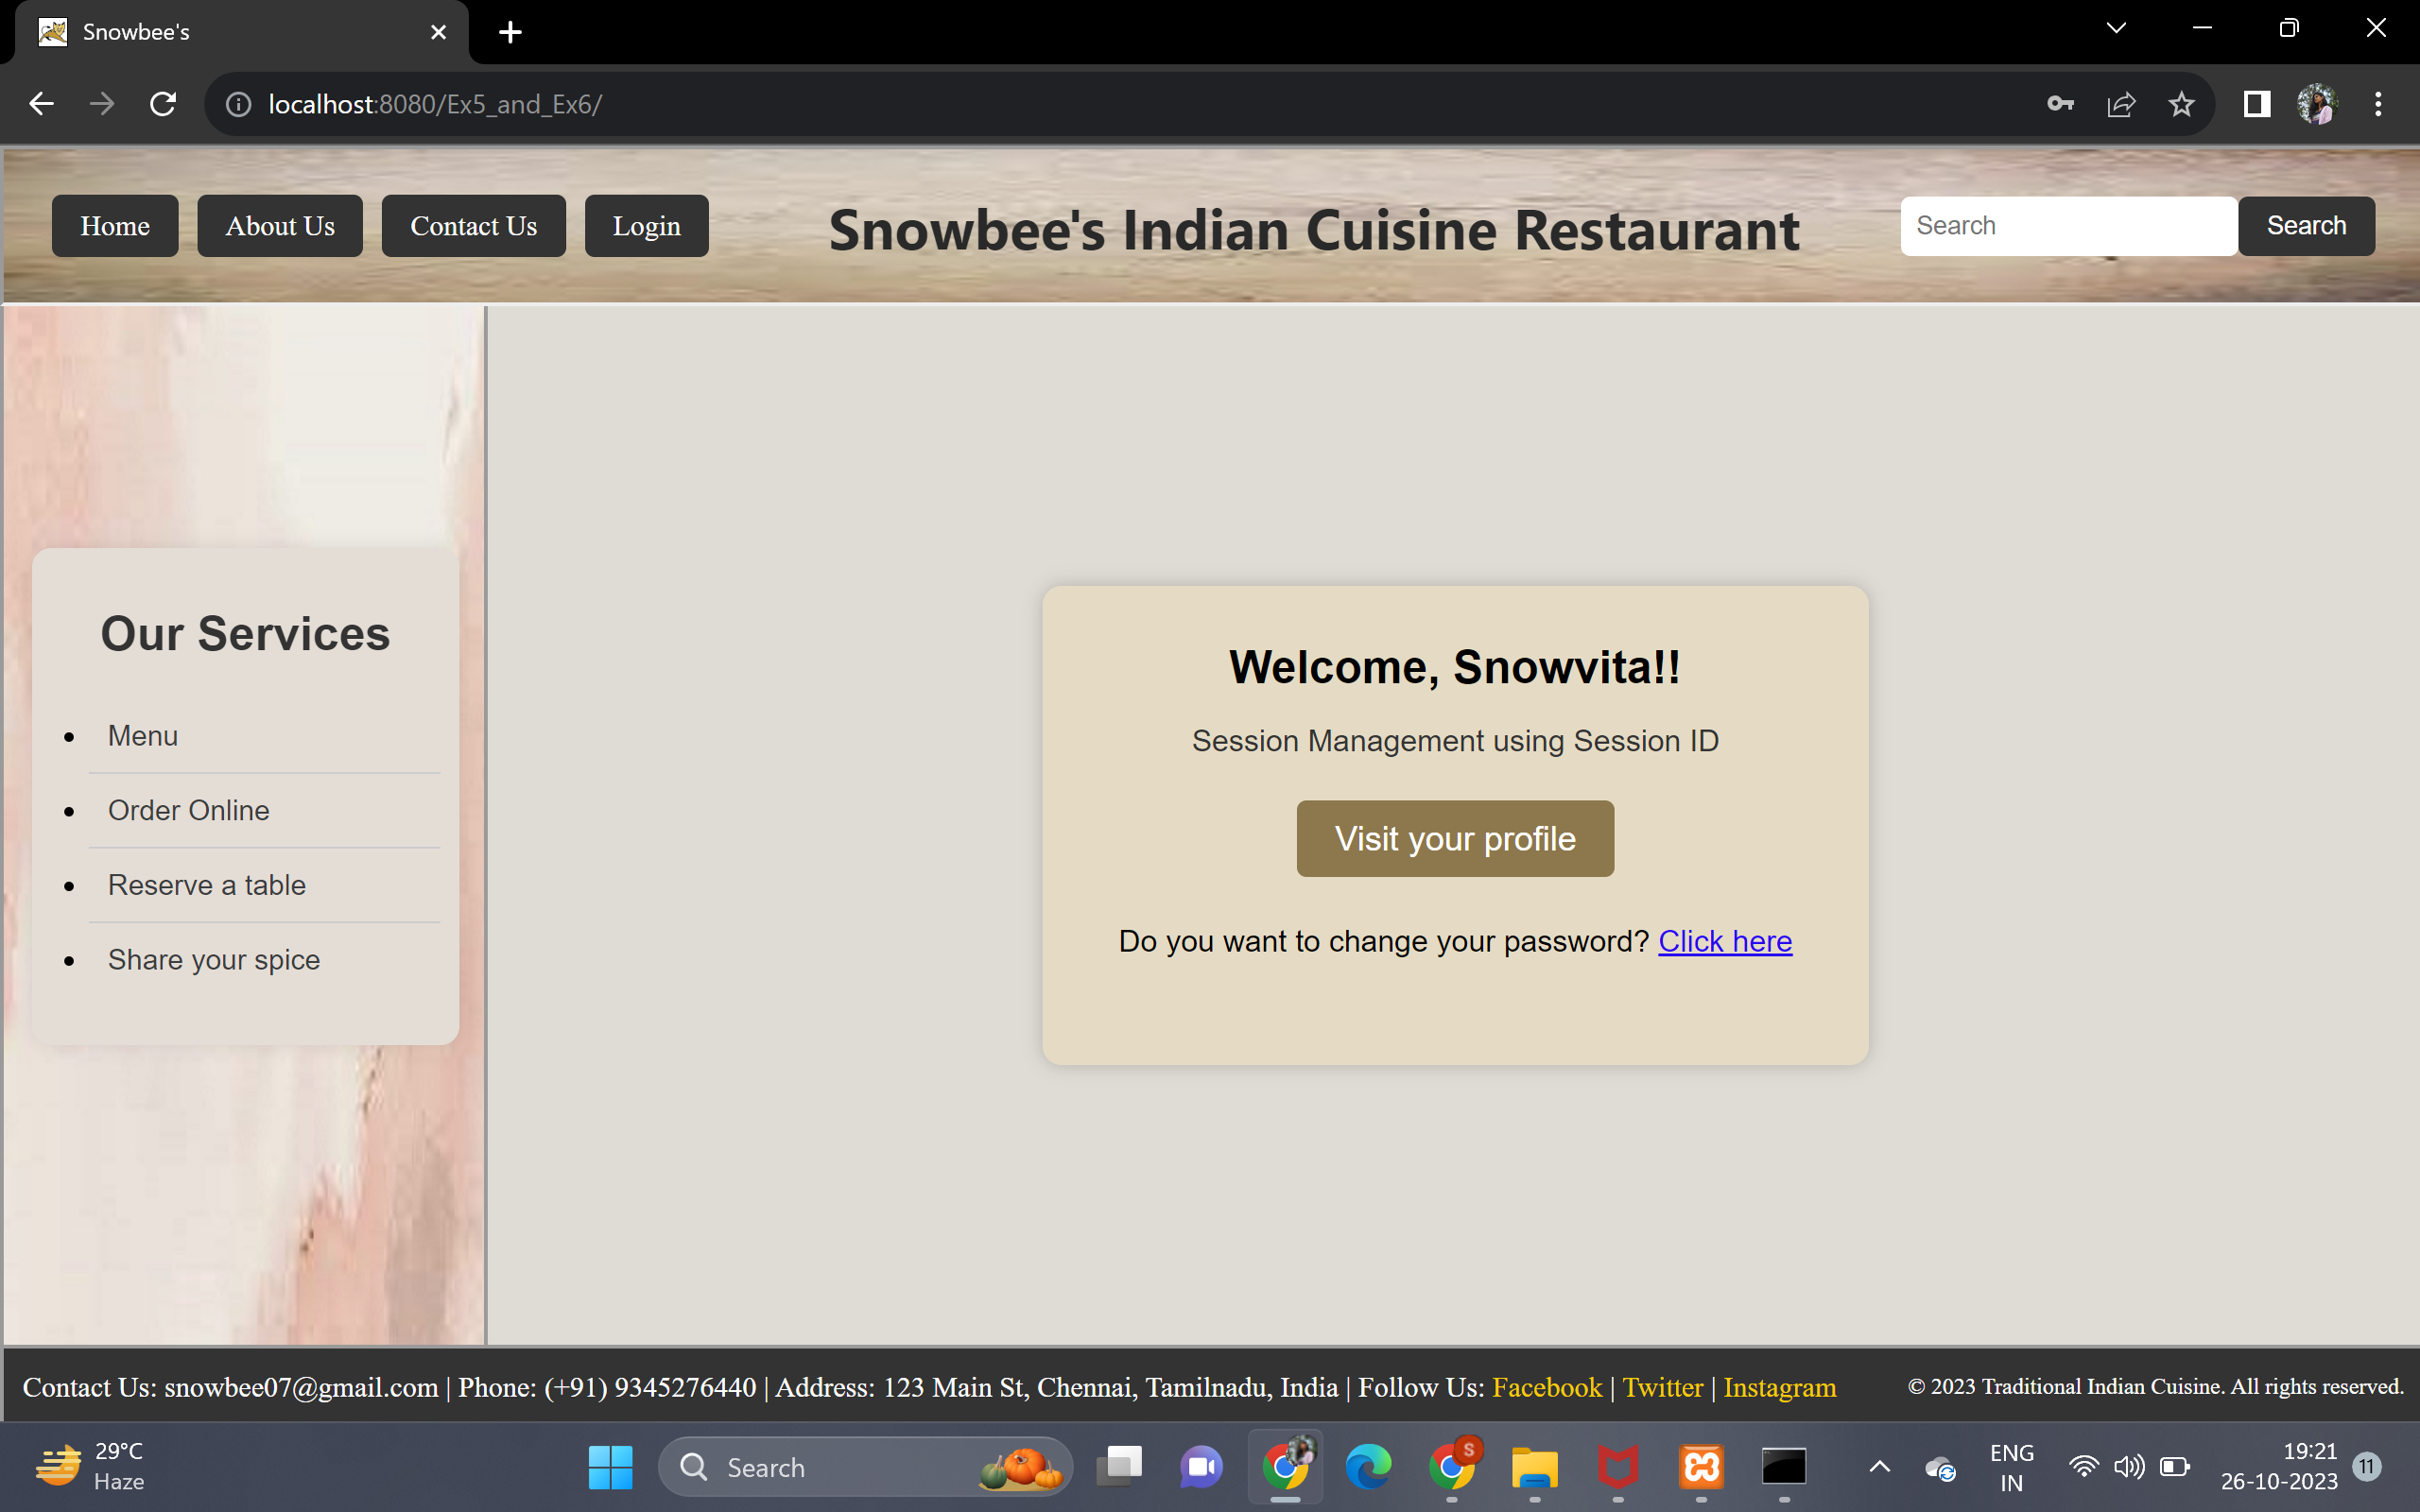 Snowbee's
localhost:8080/Ex5_and_Ex6/
Home About Us Contact Us Login Snowbee's Indian Cuisine Restaurant Search Search
Our Services
Menu
Order Online
Reserve a table
Share your spice
Welcome, Snowvita!!
Session Management using Session ID
Visit your profile
Do you want to change your password? Click here
Contact Us: snowbee07@gmail.com | Phone: (+91) 9345276440 | Address: 123 Main St, Chennai, Tamilnadu, India | Follow Us: Facebook | Twitter | Instagram © 2023 Traditional Indian Cuisine. All rights reserved.
29°C
Haze
Search
S
ENG
IN
19:21
26-10-2023
11